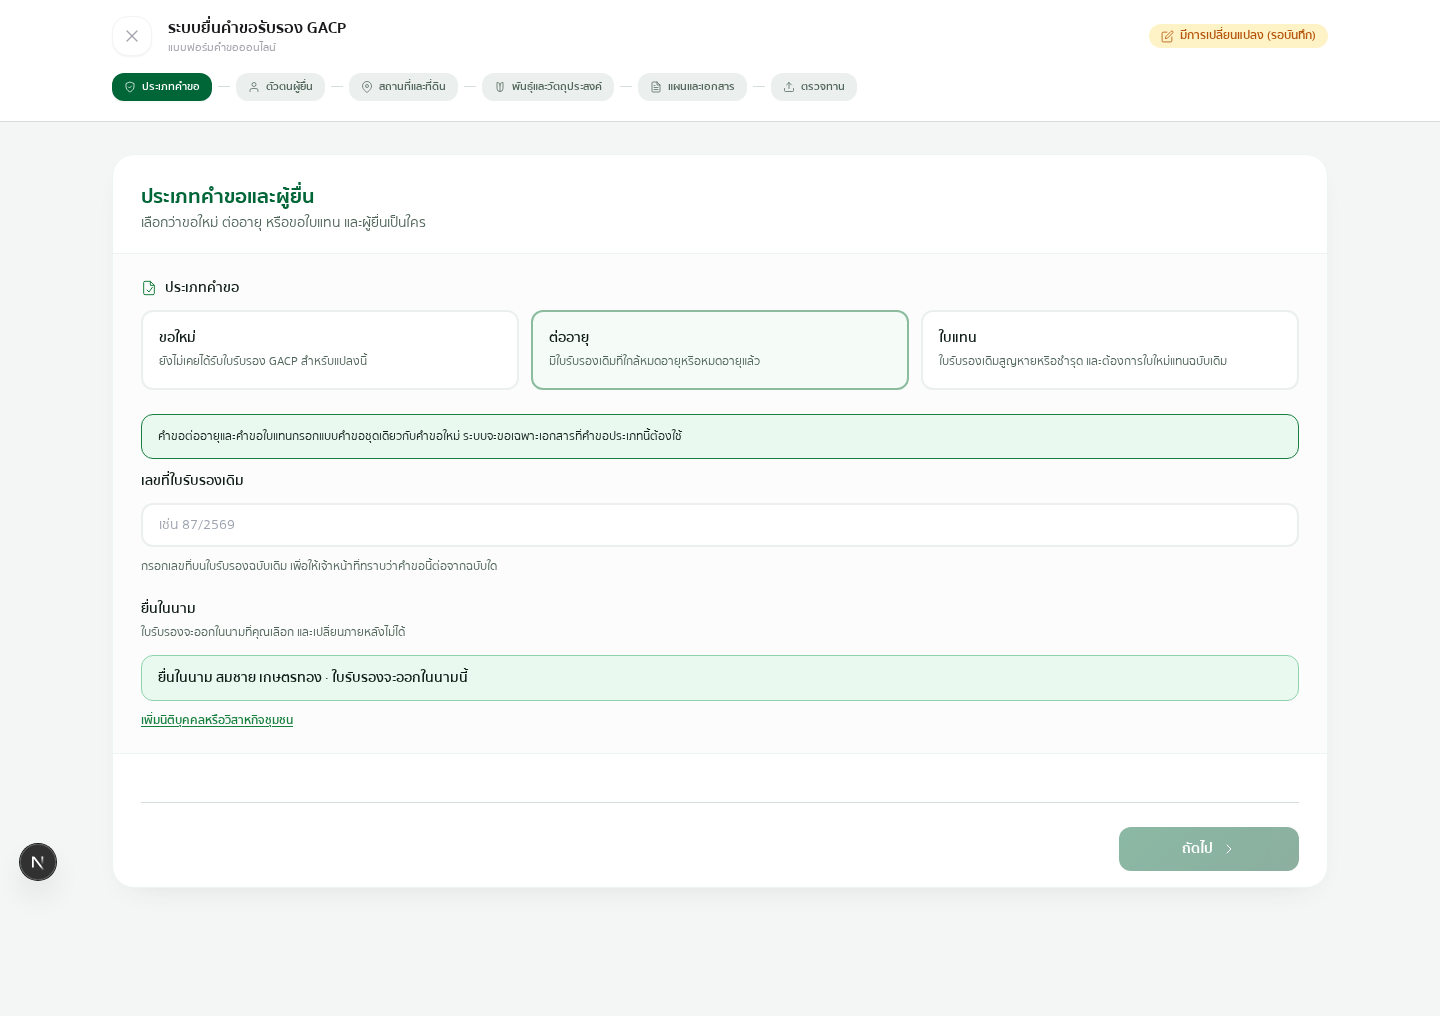 ระบบยื่นคำขอรับรอง GACP
แบบฟอร์มคำขอออนไลน์
มีการเปลี่ยนแปลง (รอบันทึก)
ประเภทคำขอ
ตัวตนผู้ยื่น
สถานที่และที่ดิน
พันธุ์และวัตถุประสงค์
แผนและเอกสาร
ตรวจทาน
ประเภทคำขอและผู้ยื่น
เลือกว่าขอใหม่ ต่ออายุ หรือขอใบแทน และผู้ยื่นเป็นใคร
ประเภทคำขอ
ขอใหม่
ยังไม่เคยได้รับใบรับรอง GACP สำหรับแปลงนี้
ต่ออายุ
มีใบรับรองเดิมที่ใกล้หมดอายุหรือหมดอายุแล้ว
ใบแทน
ใบรับรองเดิมสูญหายหรือชำรุด และต้องการใบใหม่แทนฉบับเดิม
คำขอต่ออายุและคำขอใบแทนกรอกแบบคำขอชุดเดียวกับคำขอใหม่ ระบบจะขอเฉพาะเอกสารที่คำขอประเภทนี้ต้องใช้
เลขที่ใบรับรองเดิม
เช่น 87/2569
กรอกเลขที่บนใบรับรองฉบับเดิม เพื่อให้เจ้าหน้าที่ทราบว่าคำขอนี้ต่อจากฉบับใด
ยื่นในนาม
ใบรับรองจะออกในนามที่คุณเลือก และเปลี่ยนภายหลังไม่ได้
ยื่นในนาม สมชาย เกษตรทอง · ใบรับรองจะออกในนามนี้
เพิ่มนิติบุคคลหรือวิสาหกิจชุมชน
ถัดไป
N